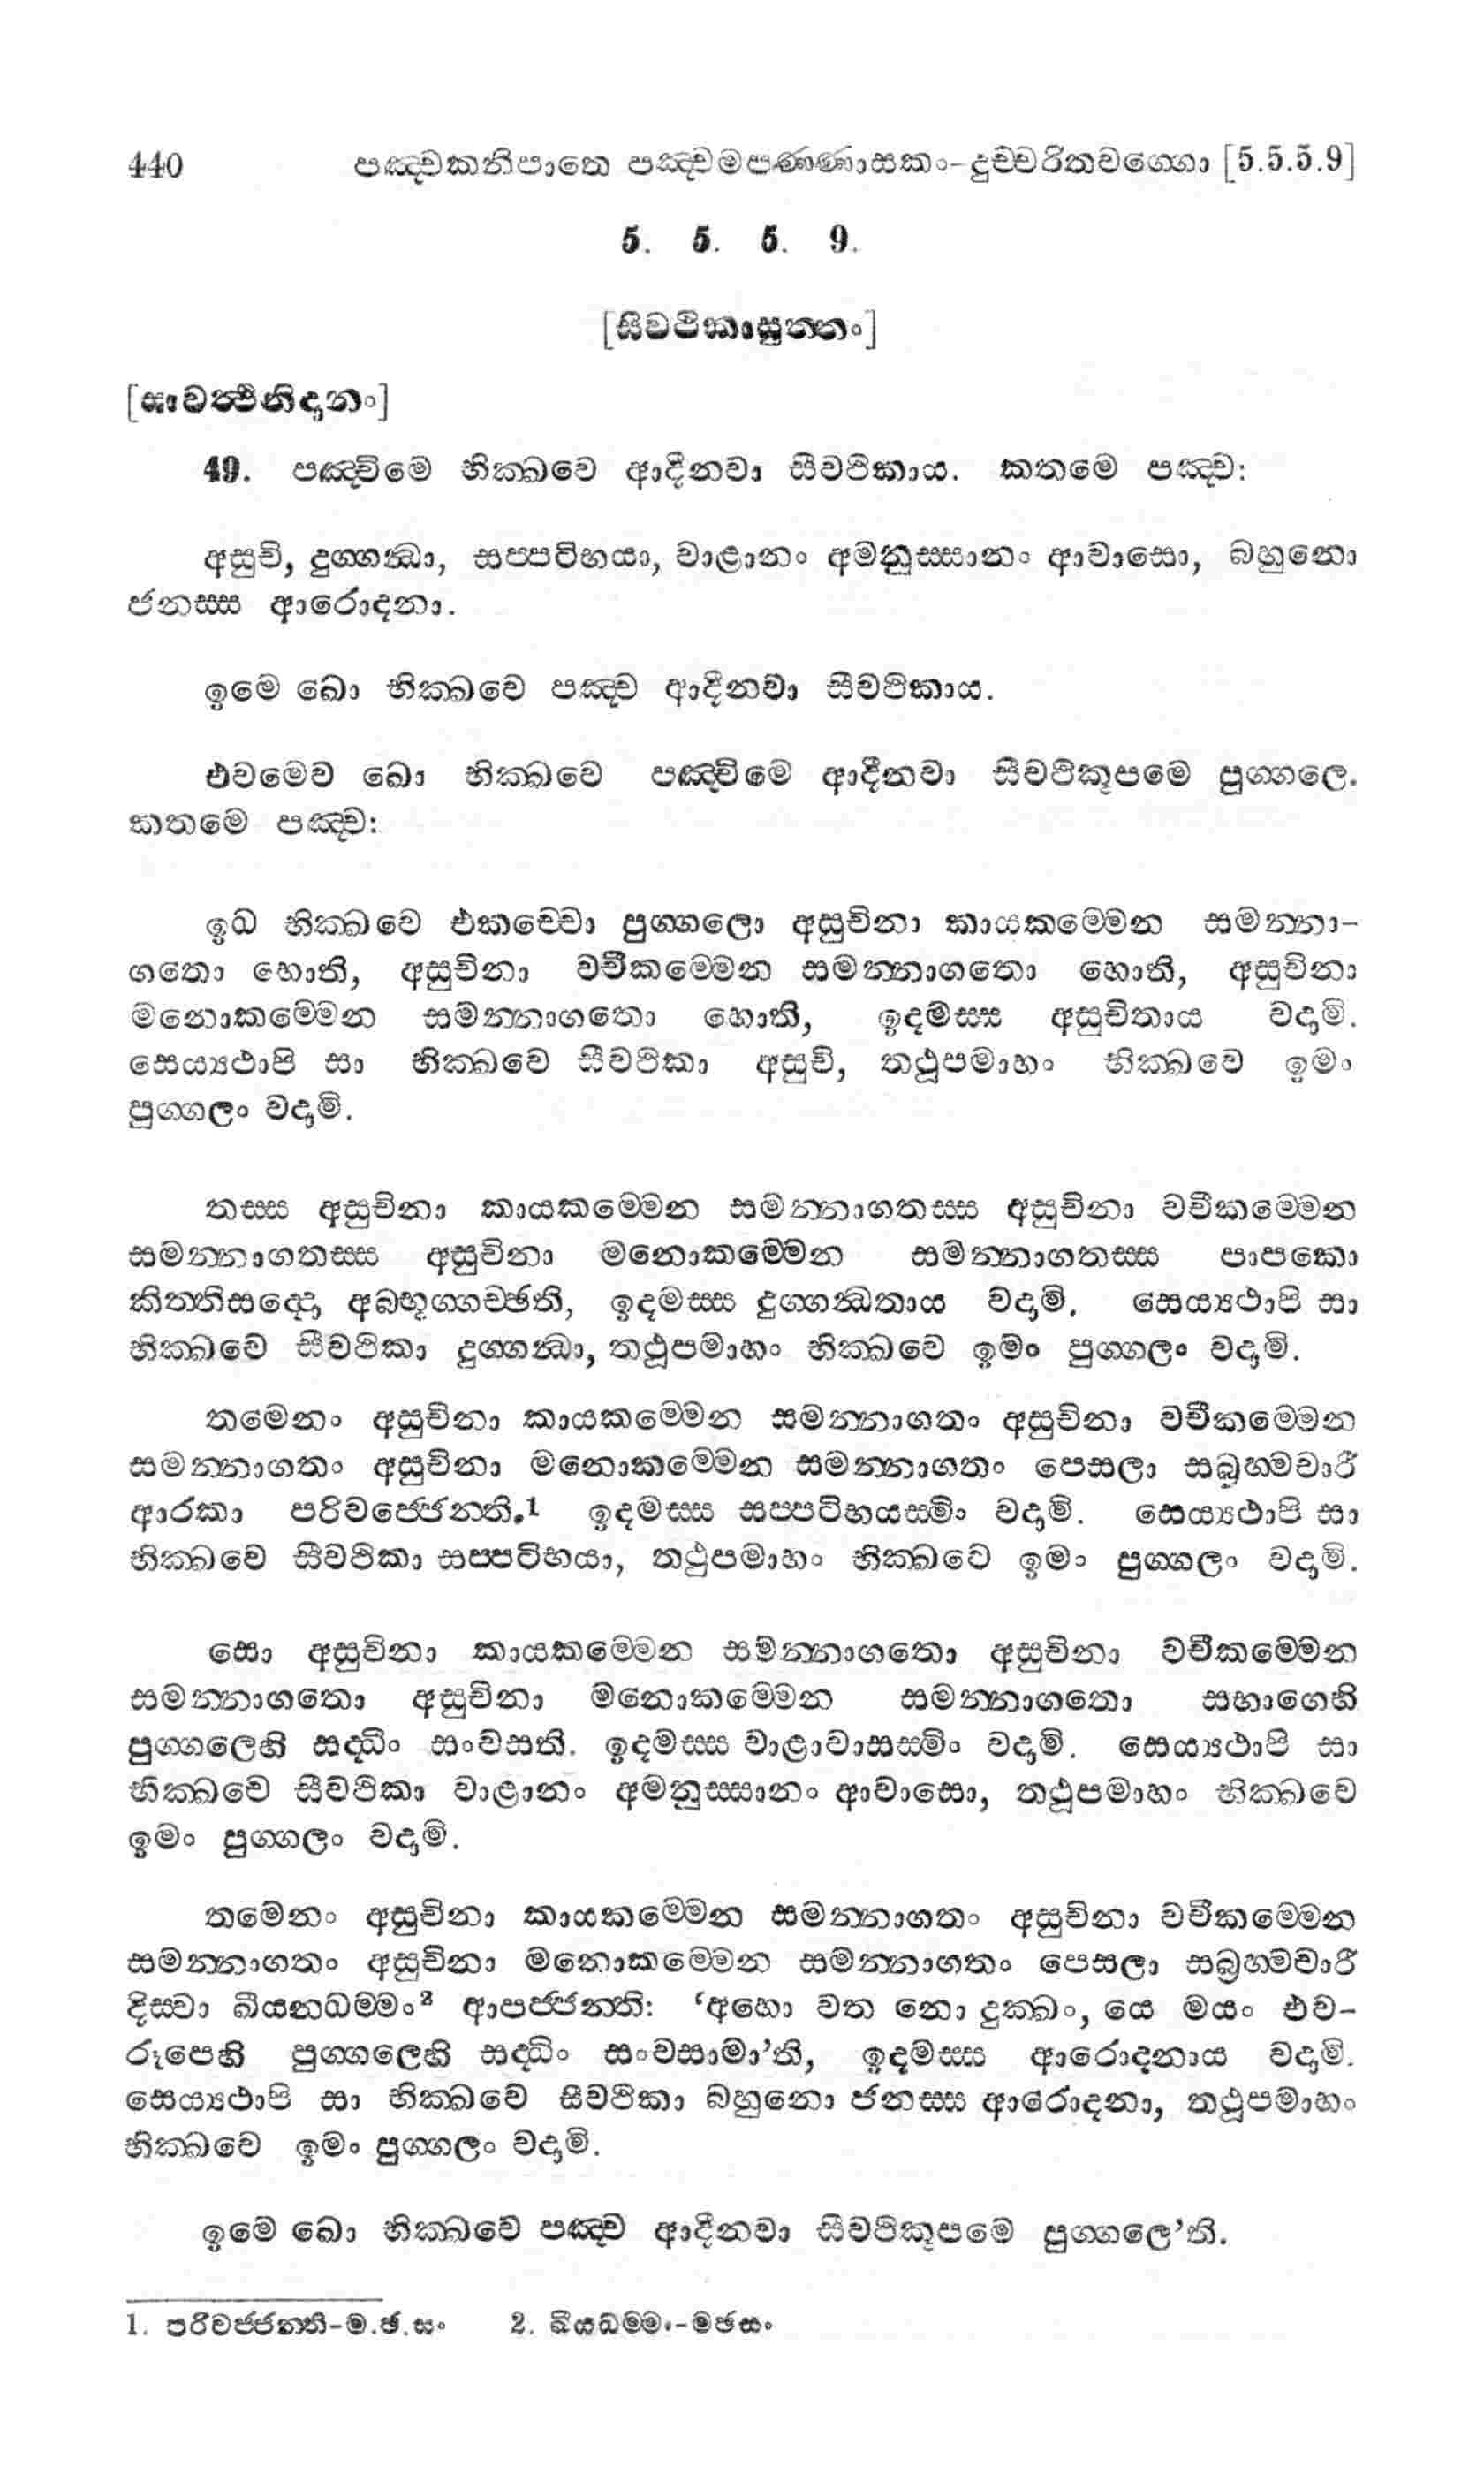 440 පඤ්චකනිපාතෙ පඤ්චමපණ්ණාසකං-දුච්චරිතවග්ගො [5.5.5.9]
5. 5. 5. 9.
[සීවථිකාසුත්තං]
[සාවත්ථිනිදානං]
49. පඤ්චිමෙ භික්ඛවෙ ආදීනවා සීවථිකාය. කතමෙ පඤ්ච:
අසුචි, දුග්ගන්ධා, සප්පටිභයා, වාළානං අමනුස්සානං ආවාසො, බහුනො
ජනස්ස ආරොදනා.
ඉමෙ ඛො භික්ඛවෙ පඤ්ච ආදීනවා සීවථිකාය.
එවමෙව ඛො භික්ඛවෙ පඤ්චිමෙ ආදීනවා සීවථිකූපමෙ පුග්ගලෙ.
කතමෙ පඤ්ච:
ඉධ භික්ඛවෙ එකච්චො පුග්ගලො අසුචිනා කායකම්මෙන සමන්නා-
ගතො හොති, අසුචිනා වචීකම්මෙන සමන්නාගතො හොති, අසුචිනා
මනොකම්මෙන සමන්නාගතො හොති, ඉදමස්ස අසුචිතාය වදාමි.
සෙය්‍යථාපි සා භික්ඛවෙ සීවථිකා අසුචි, තථූපමාහං භික්ඛවෙ ඉමං
පුග්ගලං වදාමි.
තස්ස අසුචිනා කායකම්මෙන සමන්නාගතස්ස අසුචිනා වචීකම්මෙන
සමන්නාගතස්ස අසුචිනා මනොකම්මෙන සමන්නාගතස්ස පාපකො
කිත්තිසද්දො අබ්භූග්ගච්ඡති, ඉදමස්ස දුග්ගන්ධතාය වදාමි. සෙය්‍යථාපි සා
භික්ඛවෙ සීවථිකා දුග්ගන්ධා, තථූපමාහං භික්ඛවෙ ඉමං පුග්ගලං වදාමි.
තමෙනං අසුචිනා කායකම්මෙන සමන්නාගතං අසුචිනා වචීකම්මෙන
සමන්නාගතං අසුචිනා මනොකම්මෙන සමන්නාගතං පෙසලා සබ්‍රහ්මචාරී
ආරකා පරිවජ්ජෙන්ති.1 ඉදමස්ස සප්පටිභයස්මිං වදාමි. සෙය්‍යථාපි සා
භික්ඛවෙ සීවථිකා සප්පටිභයා, තථුපමාහං භික්ඛවෙ ඉමං පුග්ගලං වදාමි.
සො අසුචිනා කායකම්මෙන සමන්නාගතො අසුචිනා වචීකම්මෙන
සමන්නාගතො අසුචිනා මනොකම්මෙන සමන්නාගතො සභාගෙහි
පුග්ගලෙහි සද්ධිං සංවසති. ඉදමස්ස වාළාවාසස්මිං වදාමි. සෙය්‍යථාපි සා
භික්ඛවෙ සීවථිකා වාළානං අමනුස්සානං ආවාසො, තථූපමාහං භික්ඛවෙ
ඉමං පුග්ගලං වදාමි.
තමෙනං අසුචිනා කායකම්මෙන සමන්නාගතං අසුචිනා වචීකම්මෙන
සමන්නාගතං අසුචිනා මනොකම්මෙන සමන්නාගතං පෙසලා සබ්‍රහ්මචාරී
දිස්වා ඛීයනධම්මං2 ආපජ්ජන්ති: ‘අහො වත නො දුක්ඛං, යෙ මයං එව-
රූපෙහි පුග්ගලෙහි සද්ධිං සංවසාමා’ති, ඉදමස්ස ආරොදනාය වදාමි.
සෙය්‍යථාපි සා භික්ඛවෙ සීවථිකා බහුනො ජනස්ස ආරොදනා, තථූපමාහං
භික්ඛවෙ ඉමං පුග්ගලං වදාමි.
ඉමෙ ඛො භික්ඛවෙ පඤ්ච ආදීනවා සීවථිකූපමෙ පුග්ගලෙ’ති.
1. පරිවජ්ජන්ති-ම.ඡ.සං 2. ඛීයධම්මං-මඡසං